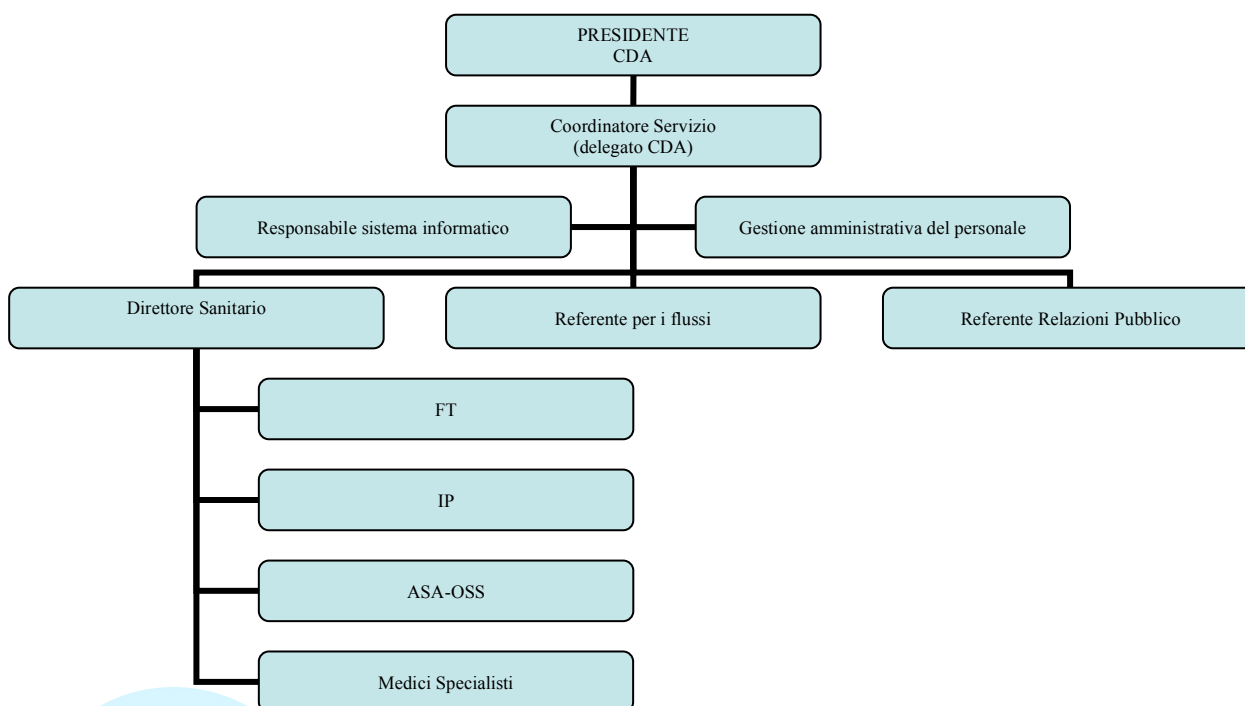 PRESIDENTE
CDA
Coordinatore Servizio
(delegato CDA)
Responsabile sistema informatico
Gestione amministrativa del personale
Direttore Sanitario
Referente per i flussi
Referente Relazioni Pubblico
FT
IP
ASA-OSS
Medici Specialisti